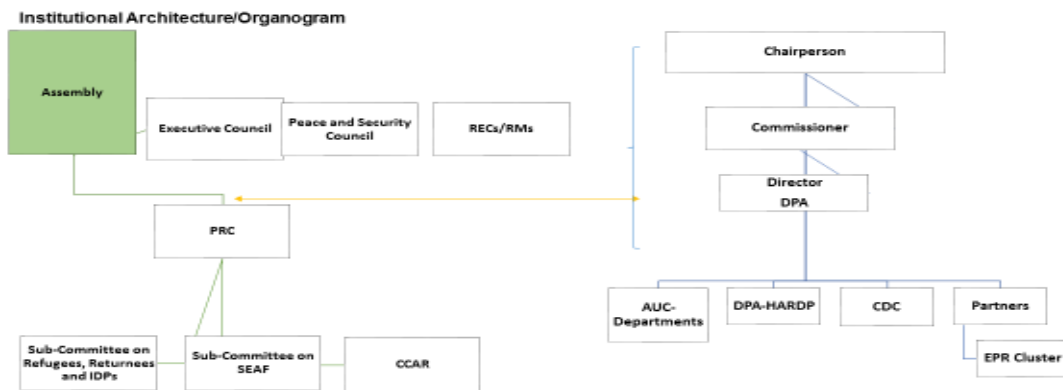 Institutional Architecture/Organogram
Assembly
Executive Council
Peace and Security
Council
RECs/RMs
PRC
Sub-Committee on
Refugees, Returnees
and IDPs
Sub-Committee on
SEAF
CCAR
Chairperson
Commissioner
Director
DPA
AUC-
Departments
DPA-HARDP
CDC
Partners
EPR Cluster